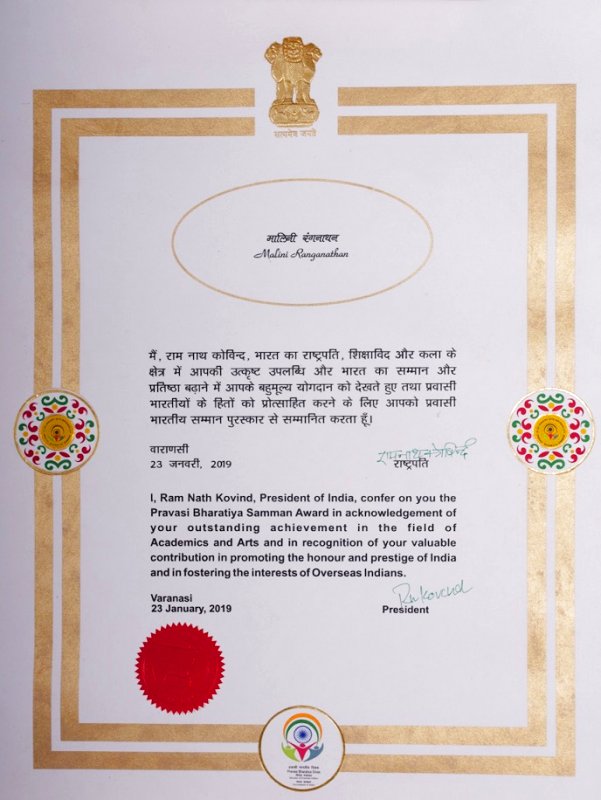 सत्यमेव जयते
मालिनी रंगनाथन
Malini Ranganathan
मैं, राम नाथ कोविन्द, भारत का राष्ट्रपति, शिक्षाविद और कला के
क्षेत्र में आपकी उत्कृष्ट उपलब्धि और भारत का सम्मान और
प्रतिष्ठा बढ़ाने में आपके बहुमूल्य योगदान को देखते हुए तथा प्रवासी
भारतीयों के हितों को प्रोत्साहित करने के लिए आपको प्रवासी
भारतीय सम्मान पुरस्कार से सम्मानित करता हूँ।
वाराणसी
23 जनवरी, 2019
रामनाथ कोविन्द
राष्ट्रपति
I, Ram Nath Kovind, President of India, confer on you the
Pravasi Bharatiya Samman Award in acknowledgement of
your outstanding achievement in the field of
Academics and Arts and in recognition of your valuable
contribution in promoting the honour and prestige of India
and in fostering the interests of Overseas Indians.
Varanasi
23 January, 2019
Rnkovind
President
प्रवासी भारतीय दिवस
Pravasi Bharatiya Divas